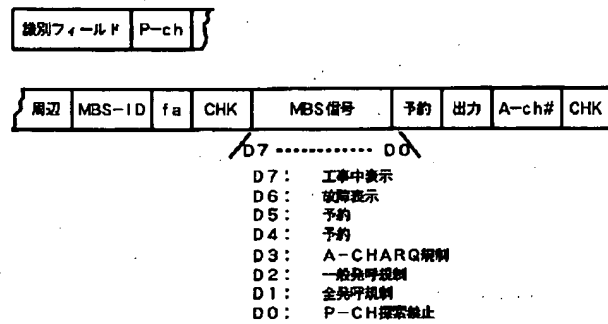 識別フィールド P-ch
周辺 MBS-ID fa CHK MBS信号 予約 出力 A-ch# CHK
D7 ------------ D0
D7: 工事中表示
D6: 故障表示
D5: 予約
D4: 予約
D3: A-CHARQ規制
D2: 一般発呼規制
D1: 全発呼規制
D0: P-CH探索禁止